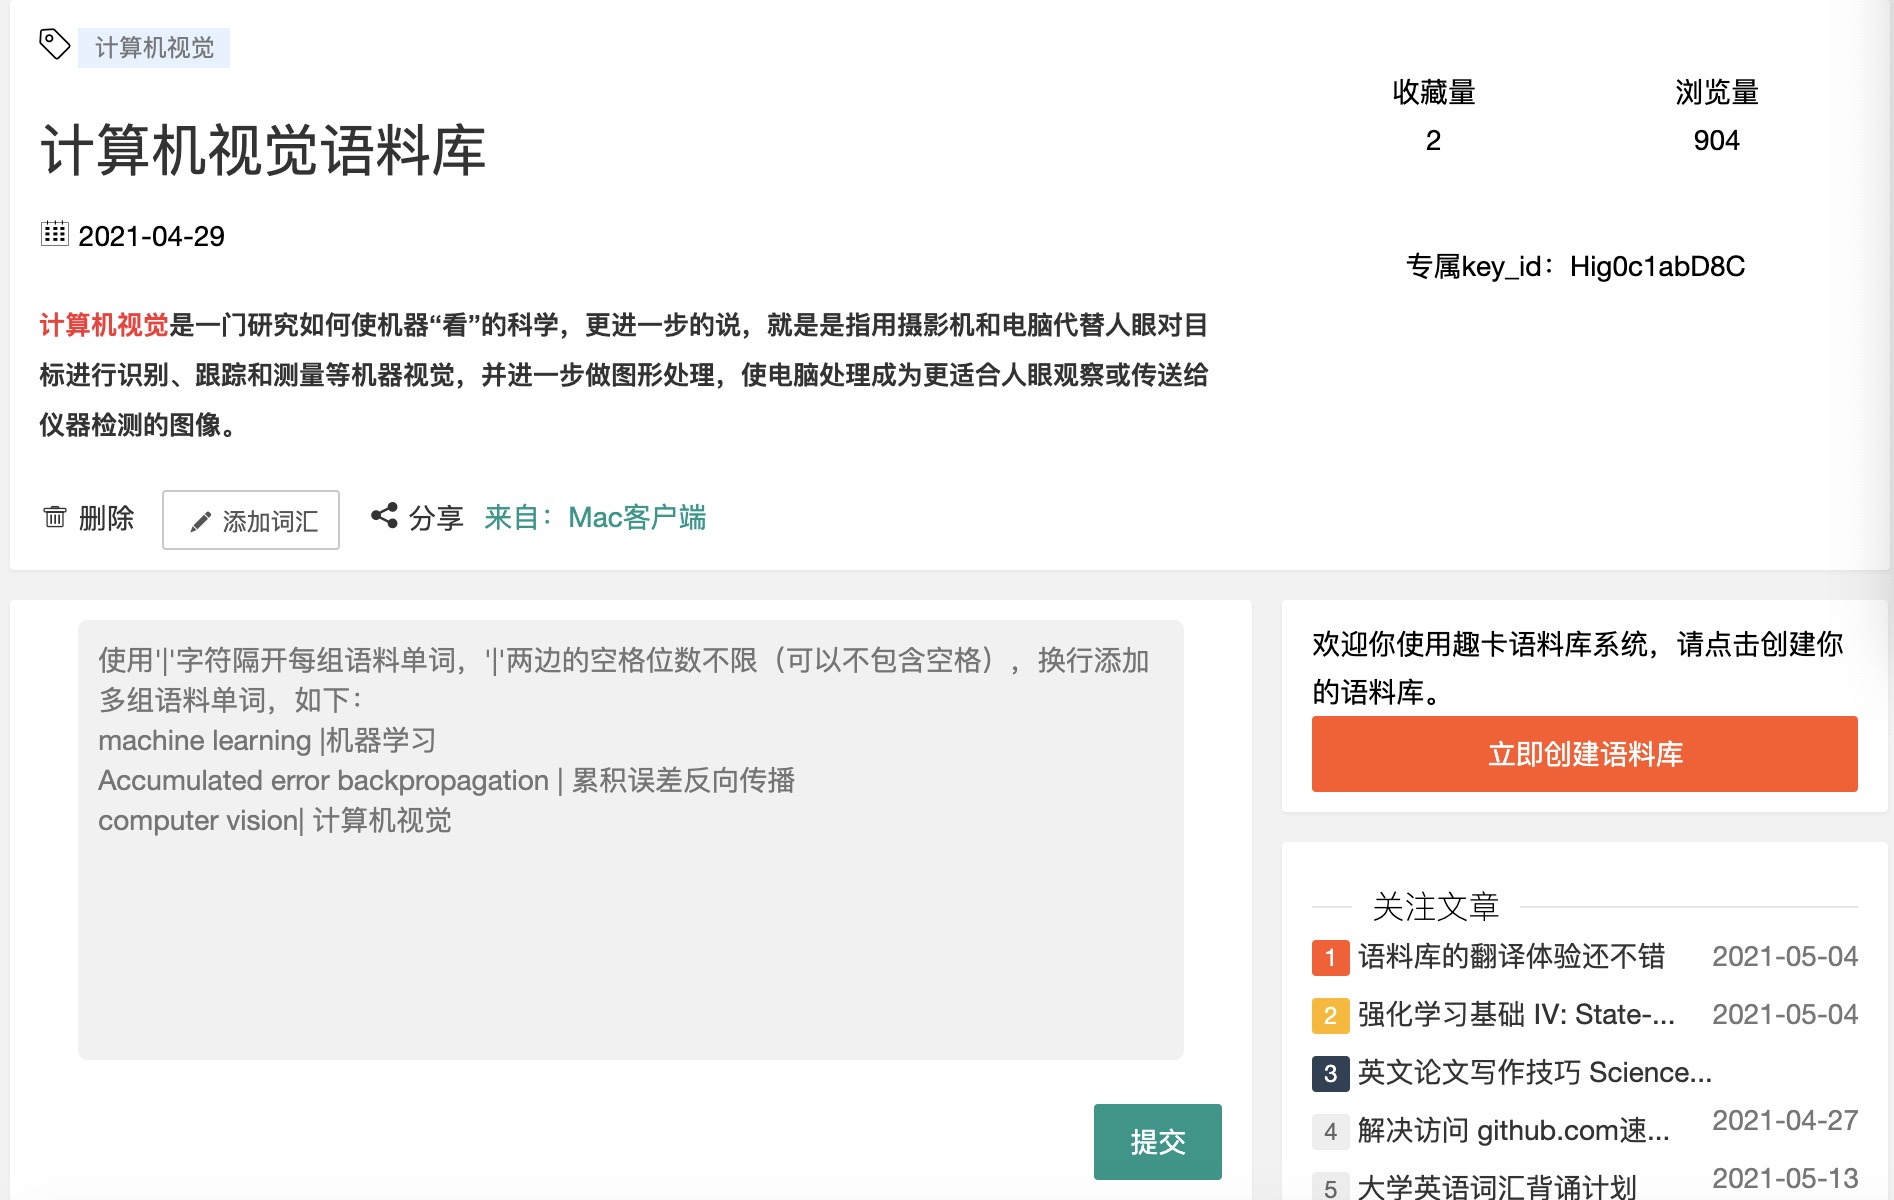 计算机视觉
计算机视觉语料库
2021-04-29
计算机视觉是一门研究如何使机器“看”的科学，更进一步的说，就是是指用摄影机和电脑代替人眼对目
标进行识别、跟踪和测量等机器视觉，并进一步做图形处理，使电脑处理成为更适合人眼观察或传送给
仪器检测的图像。
删除 添加词汇 分享 来自：Mac客户端
收藏量 浏览量
2 904
专属key_id：Hig0c1abD8C
使用'|'字符隔开每组语料单词，'|'两边的空格位数不限（可以不包含空格），换行添加
多组语料单词，如下：
machine learning |机器学习
Accumulated error backpropagation | 累积误差反向传播
computer vision| 计算机视觉
提交
欢迎你使用趣卡语料库系统，请点击创建你
的语料库。
立即创建语料库
关注文章
1 语料库的翻译体验还不错 2021-05-04
2 强化学习基础 IV: State-... 2021-05-04
3 英文论文写作技巧 Science...
2021-04-27
4 解决访问 github.com速...
2021-05-13
5 大学英语词汇背诵计划